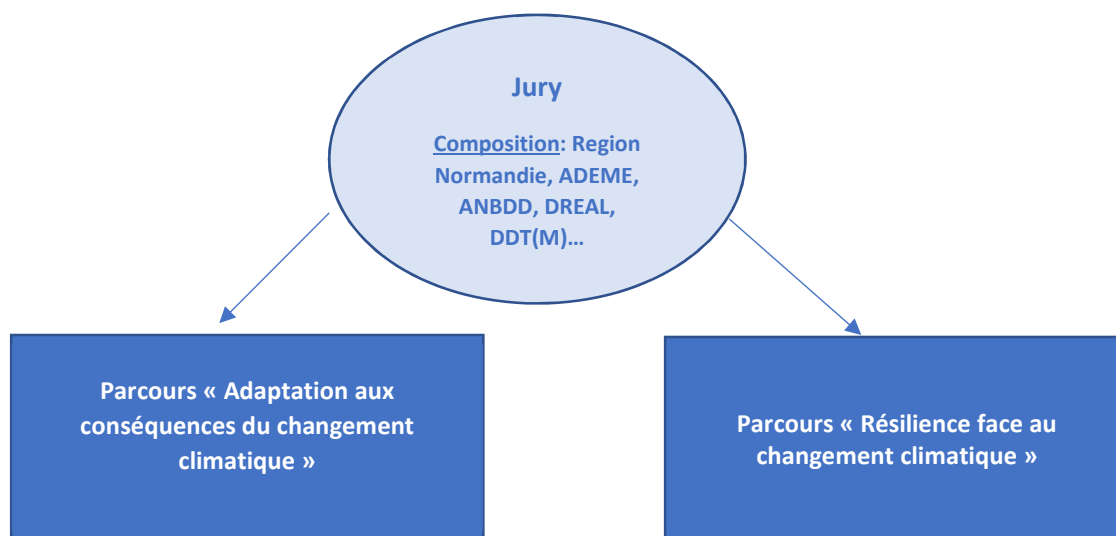 Jury
Composition: Region
Normandie, ADEME,
ANBDD, DREAL,
DDT(M)…
Parcours « Adaptation aux
conséquences du changement
climatique »
Parcours « Résilience face au
changement climatique »